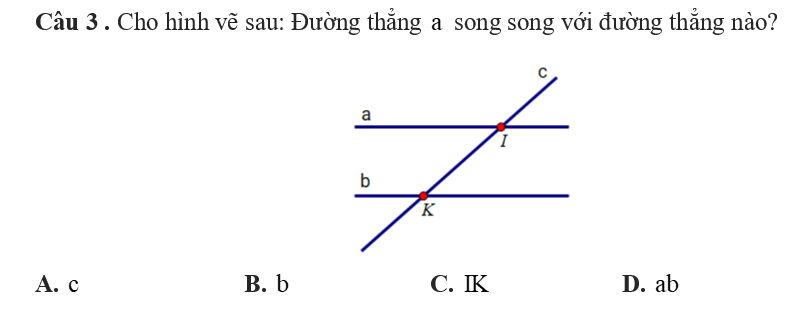 Câu 3 . Cho hình vẽ sau: Đường thẳng a song song với đường thẳng nào?
c
a
I
b
K
A. c B. b C. IK D. ab